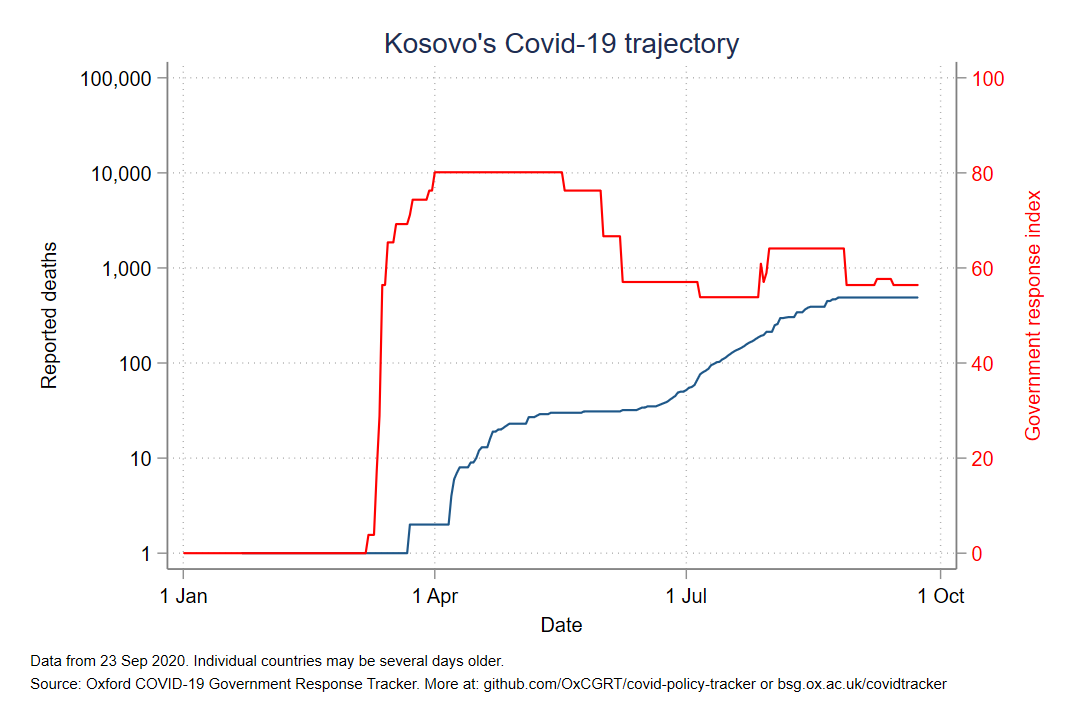 Kosovo's Covid-19 trajectory
100,000
10,000
1,000
100
10
1
Reported deaths
100
80
60
40
20
0
Government response index
1 Jan
1 Apr
1 Jul
1 Oct
Date
Data from 23 Sep 2020. Individual countries may be several days older.
Source: Oxford COVID-19 Government Response Tracker. More at: github.com/OxCGRT/covid-policy-tracker or bsg.ox.ac.uk/covidtracker